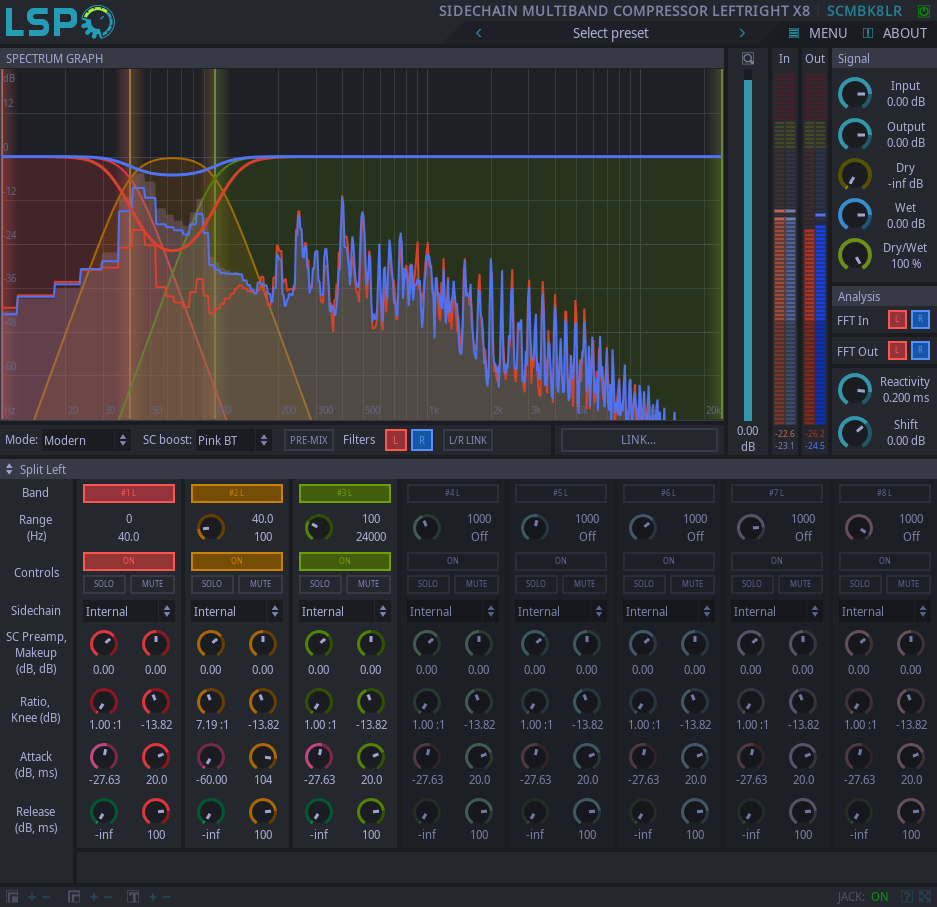 LSP
SIDECHAIN MULTIBAND COMPRESSOR LEFTRIGHT X8 SCMBK8LR
Select preset
MENU ABOUT
SPECTRUM GRAPH
In Out Signal
dB
12
0
-12
-24
-36
-48
-60
Hz 20 30 50 100 200 300 500 1k 2k 3k 5k 20k
0.00
dB
-22.6 -26.2
-23.1 -24.5
Input
0.00 dB
Output
0.00 dB
Dry
-inf dB
Wet
0.00 dB
Dry/Wet
100 %
Analysis
FFT In L R
FFT Out L R
Reactivity
0.200 ms
Shift
0.00 dB
Mode: Modern SC boost: Pink BT PRE-MIX Filters L R L/R LINK LINK...
Split Left
Band #1 L #2 L #3 L #4 L #5 L #6 L #7 L #8 L
Range
(Hz)
0 40.0 100 1000 1000 1000 1000 1000
40.0 100 24000 Off Off Off Off Off
Controls
ON ON ON ON ON ON ON ON
SOLO MUTE SOLO MUTE SOLO MUTE SOLO MUTE SOLO MUTE SOLO MUTE SOLO MUTE SOLO MUTE
Sidechain Internal Internal Internal Internal Internal Internal Internal Internal
SC Preamp,
Makeup
(dB, dB)
0.00 0.00 0.00 0.00 0.00 0.00 0.00 0.00 0.00 0.00 0.00 0.00 0.00 0.00 0.00 0.00
Ratio,
Knee (dB)
1.00 :1 -13.82 7.19 :1 -13.82 1.00 :1 -13.82 1.00 :1 -13.82 1.00 :1 -13.82 1.00 :1 -13.82 1.00 :1 -13.82 1.00 :1 -13.82
Attack
(dB, ms)
-27.63 20.0 -60.00 104 -27.63 20.0 -27.63 20.0 -27.63 20.0 -27.63 20.0 -27.63 20.0 -27.63 20.0
Release
(dB, ms)
-inf 100 -inf 100 -inf 100 -inf 100 -inf 100 -inf 100 -inf 100 -inf 100
JACK: ON